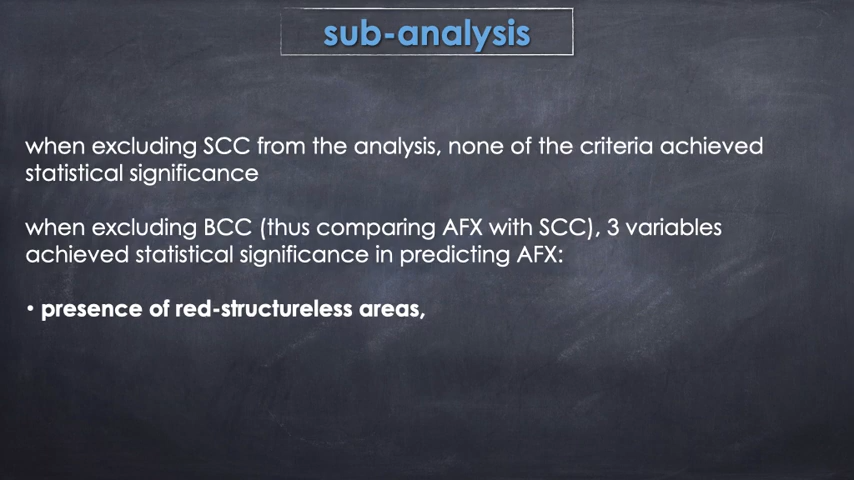 sub-analysis
when excluding SCC from the analysis, none of the criteria achieved
statistical significance
when excluding BCC (thus comparing AFX with SCC), 3 variables
achieved statistical significance in predicting AFX:
• presence of red-structureless areas,